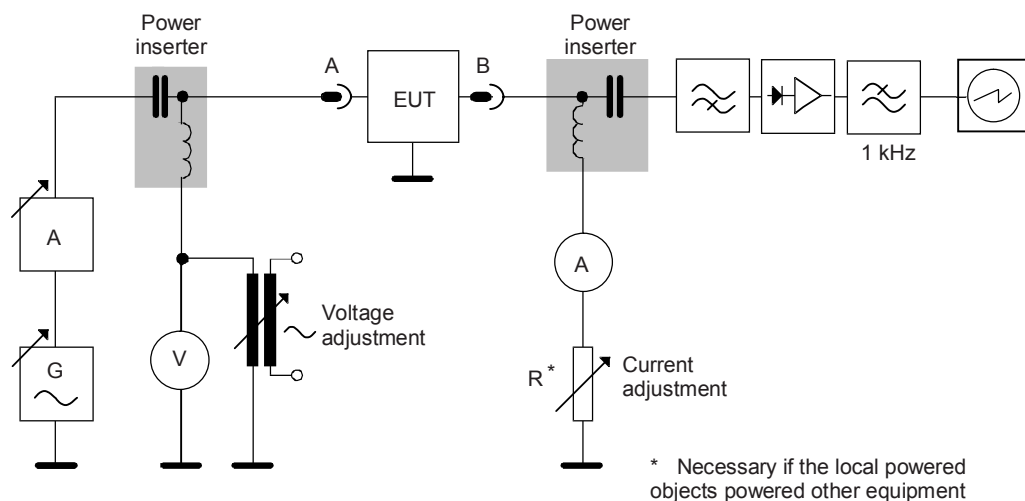 Power
inserter
Power
inserter
A
B
EUT
1 kHz
A
A
Voltage
adjustment
V
G
R*
Current
adjustment
* Necessary if the local powered
objects powered other equipment